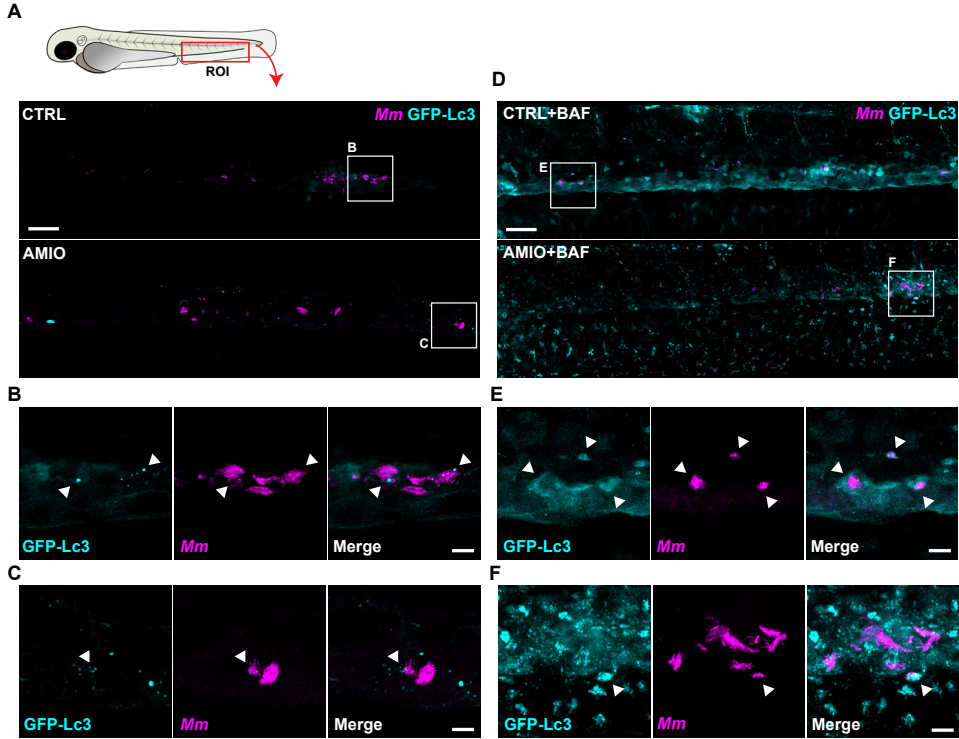 A
ROI
CTRL
Mm GFP-Lc3
B
AMIO
C
D
CTRL+BAF
Mm GFP-Lc3
E
AMIO+BAF
F
B
GFP-Lc3
Mm
Merge
C
GFP-Lc3
Mm
Merge
E
GFP-Lc3
Mm
Merge
F
GFP-Lc3
Mm
Merge